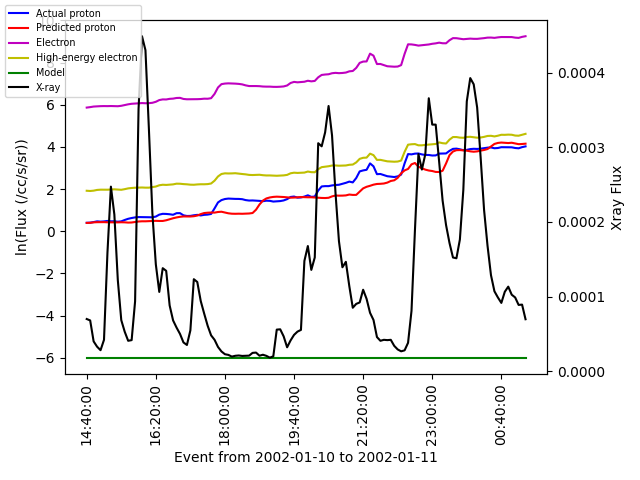 Actual proton
Predicted proton
Electron
High-energy electron
Model
X-ray
6
4
2
0
−2
−4
−6
ln(Flux (/cc/s/sr))
0.0004
0.0003
0.0002
0.0001
0.0000
Xray Flux
14:40:00
16:20:00
18:00:00
19:40:00
21:20:00
23:00:00
00:40:00
Event from 2002-01-10 to 2002-01-11